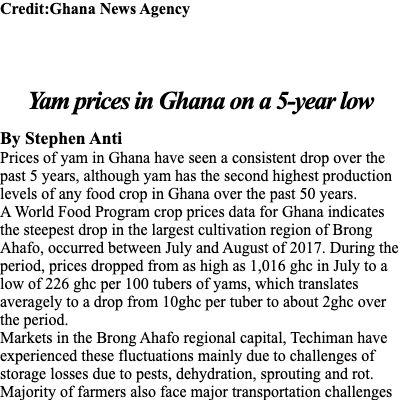 Credit:Ghana News Agency
Yam prices in Ghana on a 5-year low
By Stephen Anti
Prices of yam in Ghana have seen a consistent drop over the
past 5 years, although yam has the second highest production
levels of any food crop in Ghana over the past 50 years.
A World Food Program crop prices data for Ghana indicates
the steepest drop in the largest cultivation region of Brong
Ahafo, occurred between July and August of 2017. During the
period, prices dropped from as high as 1,016 ghc in July to a
low of 226 ghc per 100 tubers of yams, which translates
averagely to a drop from 10ghc per tuber to about 2ghc over
the period.
Markets in the Brong Ahafo regional capital, Techiman have
experienced these fluctuations mainly due to challenges of
storage losses due to pests, dehydration, sprouting and rot.
Majority of farmers also face major transportation challenges